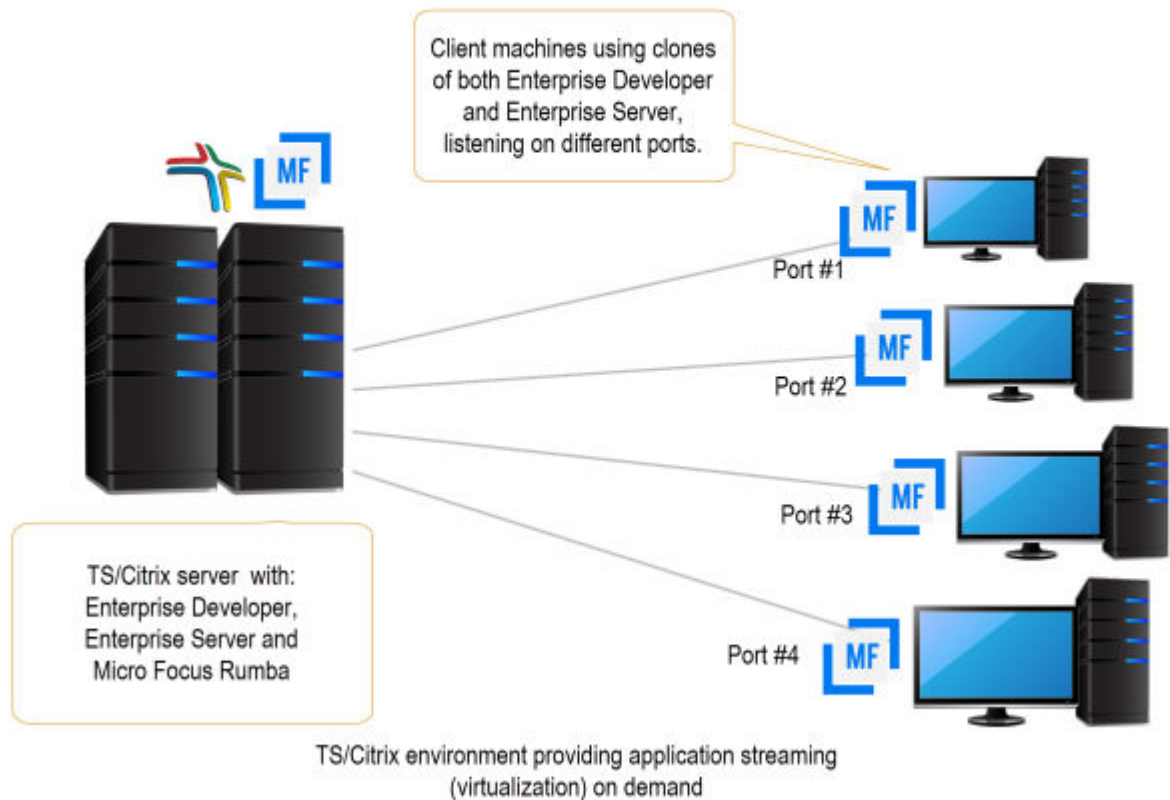 Client machines using clones
of both Enterprise Developer
and Enterprise Server,
listening on different ports.
MF
MF
Port #1
MF
Port #2
MF
Port #3
MF
Port #4
TS/Citrix server with:
Enterprise Developer,
Enterprise Server and
Micro Focus Rumba
TS/Citrix environment providing application streaming
(virtualization) on demand